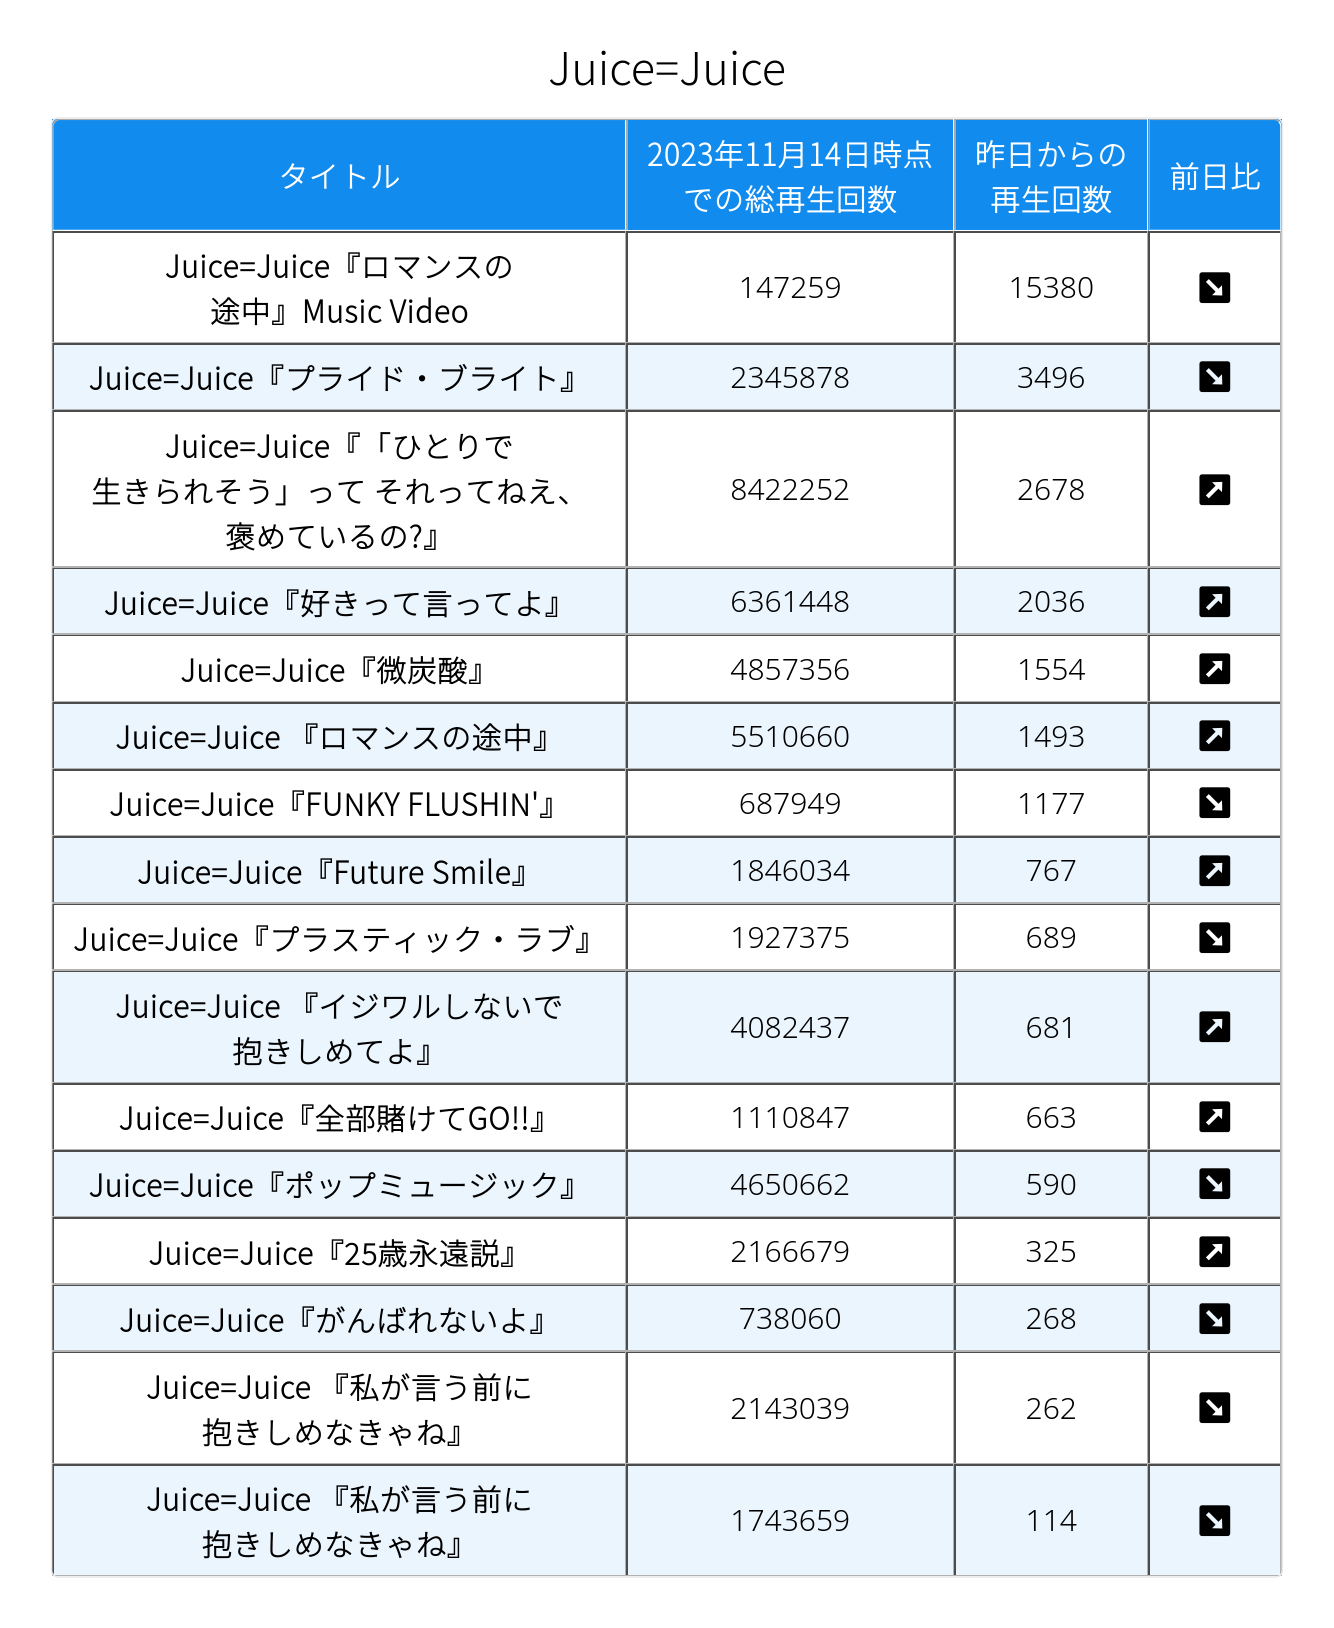 Juice=Juice
タイトル
2023年11月14日時点
での総再生回数
昨日からの
再生回数
前日比
Juice=Juice『ロマンスの
途中』Music Video
147259
15380
Juice=Juice『プライド・ブライト』
2345878
3496
Juice=Juice『「ひとりで
生きられそう」って それってねえ、
褒めているの?』
8422252
2678
Juice=Juice『好きって言ってよ』
6361448
2036
Juice=Juice『微炭酸』
4857356
1554
Juice=Juice 『ロマンスの途中』
5510660
1493
Juice=Juice『FUNKY FLUSHIN'』
687949
1177
Juice=Juice『Future Smile』
1846034
767
Juice=Juice『プラスティック・ラブ』
1927375
689
Juice=Juice 『イジワルしないで
抱きしめてよ』
4082437
681
Juice=Juice『全部賭けてGO!!』
1110847
663
Juice=Juice『ポップミュージック』
4650662
590
Juice=Juice『25歳永遠説』
2166679
325
Juice=Juice『がんばれないよ』
738060
268
Juice=Juice 『私が言う前に
抱きしめなきゃね』
2143039
262
Juice=Juice 『私が言う前に
抱きしめなきゃね』
1743659
114